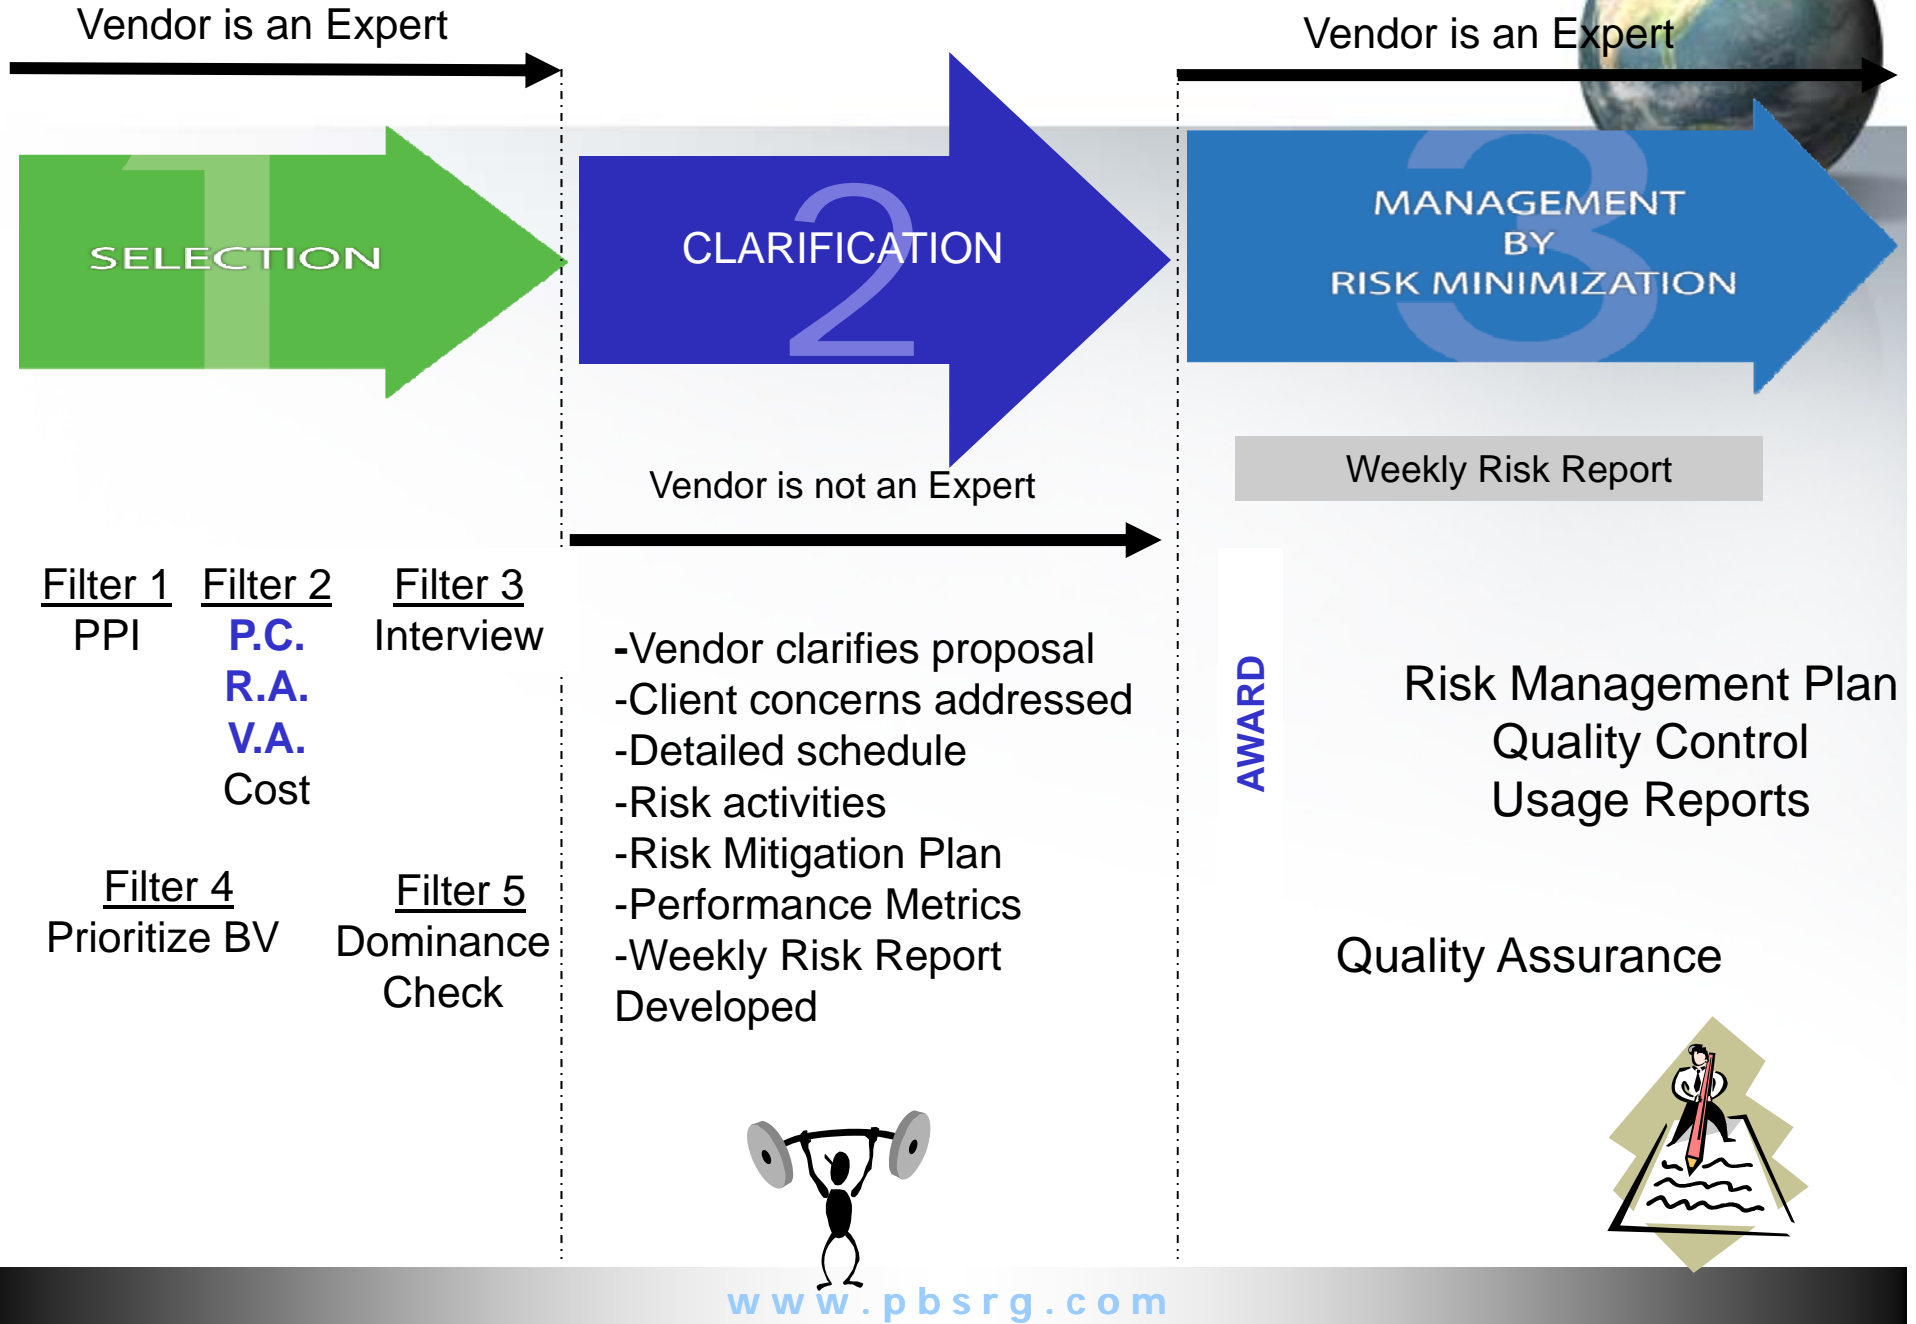 Vendor is an Expert
Vendor is an Expert
1
SELECTION
2
CLARIFICATION
3
MANAGEMENT
BY
RISK MINIMIZATION
Vendor is not an Expert
Weekly Risk Report
Filter 1
PPI
Filter 2
P.C.
R.A.
V.A.
Cost
Filter 3
Interview
Filter 4
Prioritize BV
Filter 5
Dominance
Check
-Vendor clarifies proposal
-Client concerns addressed
-Detailed schedule
-Risk activities
-Risk Mitigation Plan
-Performance Metrics
-Weekly Risk Report
Developed
AWARD
Risk Management Plan
Quality Control
Usage Reports
Quality Assurance
www.pbsrg.com